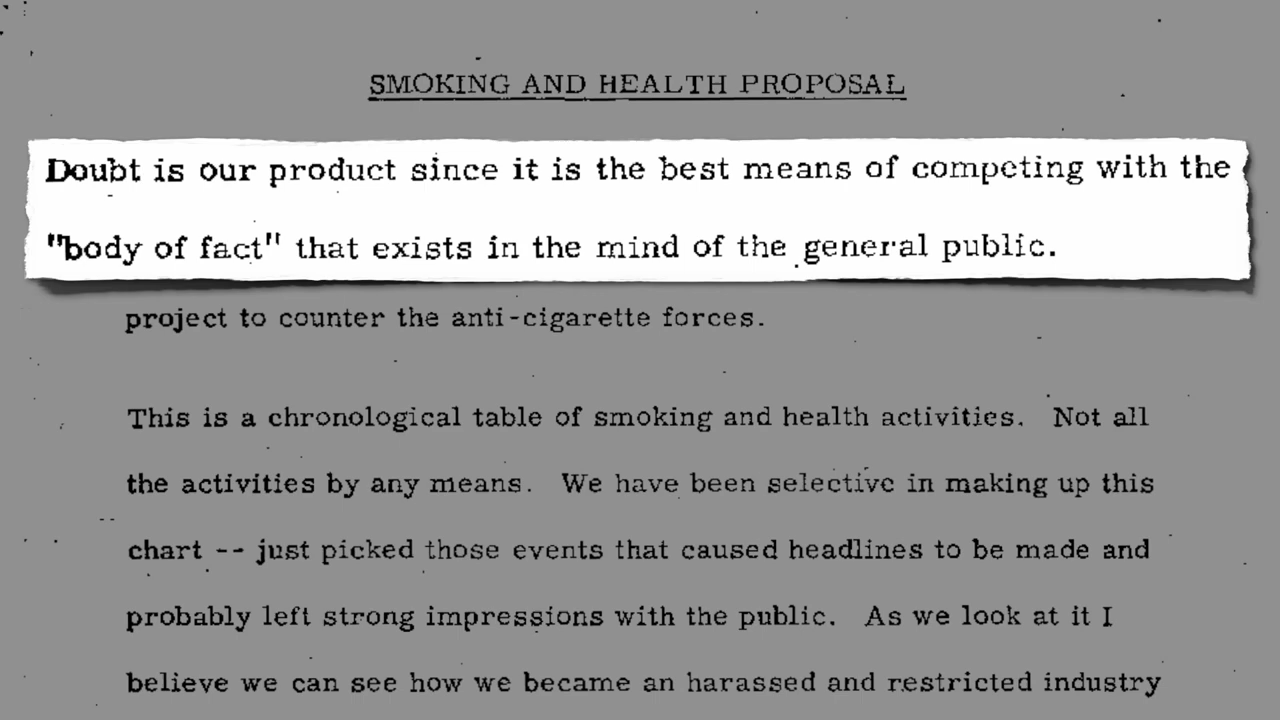 SMOKING AND HEALTH PROPOSAL
Doubt is our product since it is the best means of competing with the
"body of fact" that exists in the mind of the general public.
project to counter the anti-cigarette forces.
This is a chronological table of smoking and health activities. Not all
the activities by any means. We have been selective in making up this
chart -- just picked those events that caused headlines to be made and
probably left strong impressions with the public. As we look at it I
believe we can see how we became an harassed and restricted industry